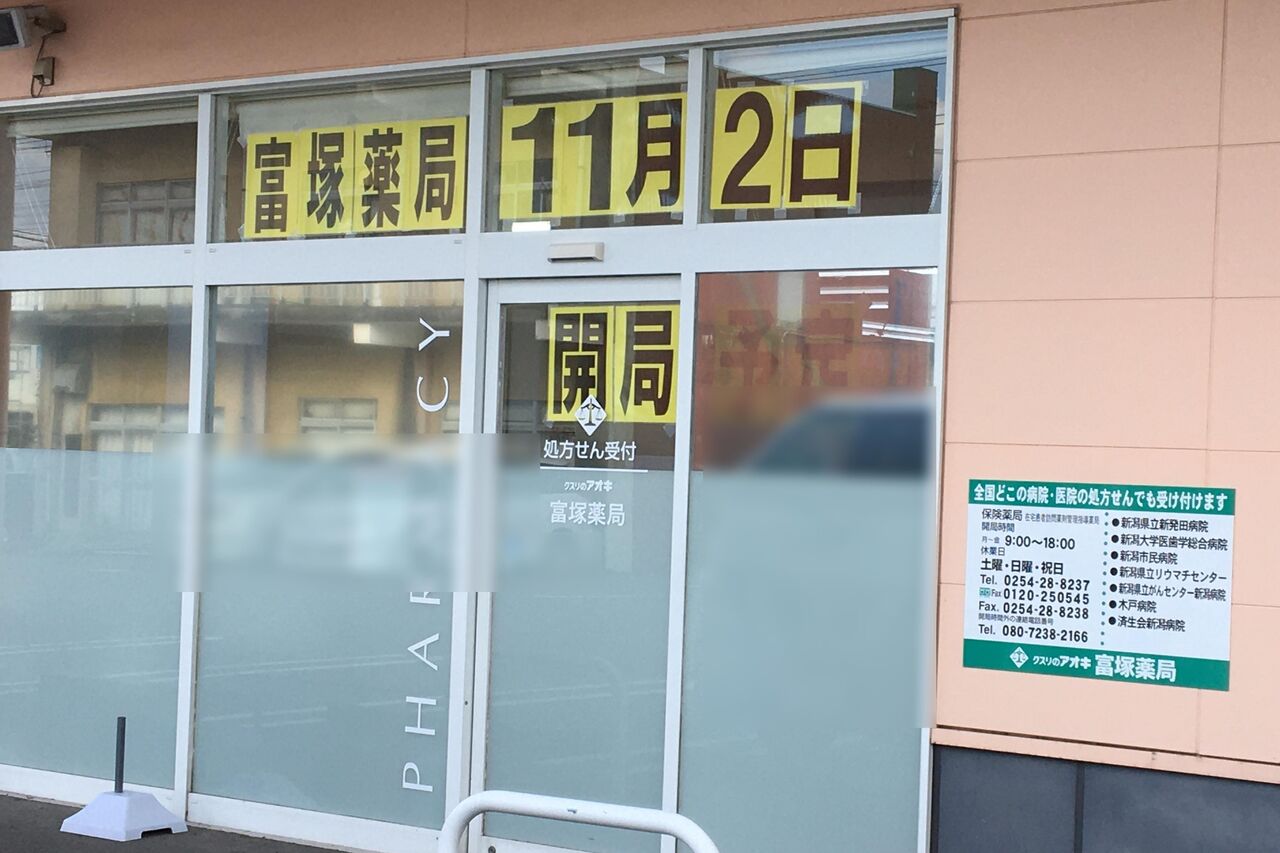 富塚薬局 11月2日
開局
予定
処方せん受付
クスリのアオキ
富塚薬局
PHAR CY
全国どこの病院・医院の処方せんでも受け付けます
保険薬局 在宅患者訪問薬剤管理指導薬局
開局時間
月~金 9:00〜18:00
休業日
土曜・日曜・祝日
Tel. 0254-28-8237
Fax 0120-250545
Fax. 0254-28-8238
開局時間外の連絡電話番号
Tel. 080-7238-2166
●新潟県立新発田病院
●新潟大学医歯学総合病院
●新潟市民病院
●新潟県立リウマチセンター
●新潟県立がんセンター新潟病院
●木戸病院
●済生会新潟病院
クスリのアオキ 富塚薬局